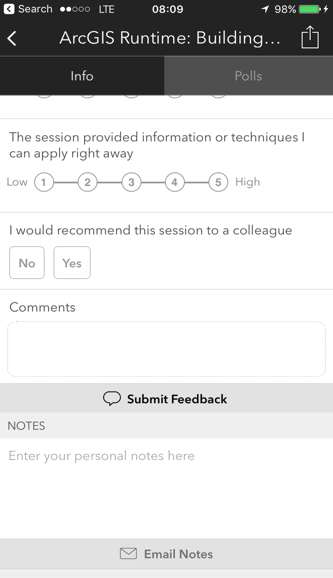 Search LTE 08:09 98%
ArcGIS Runtime: Building...
Info Polls
The session provided information or techniques I
can apply right away
Low 1 2 3 4 5 High
I would recommend this session to a colleague
No Yes
Comments
Submit Feedback
NOTES
Enter your personal notes here
Email Notes